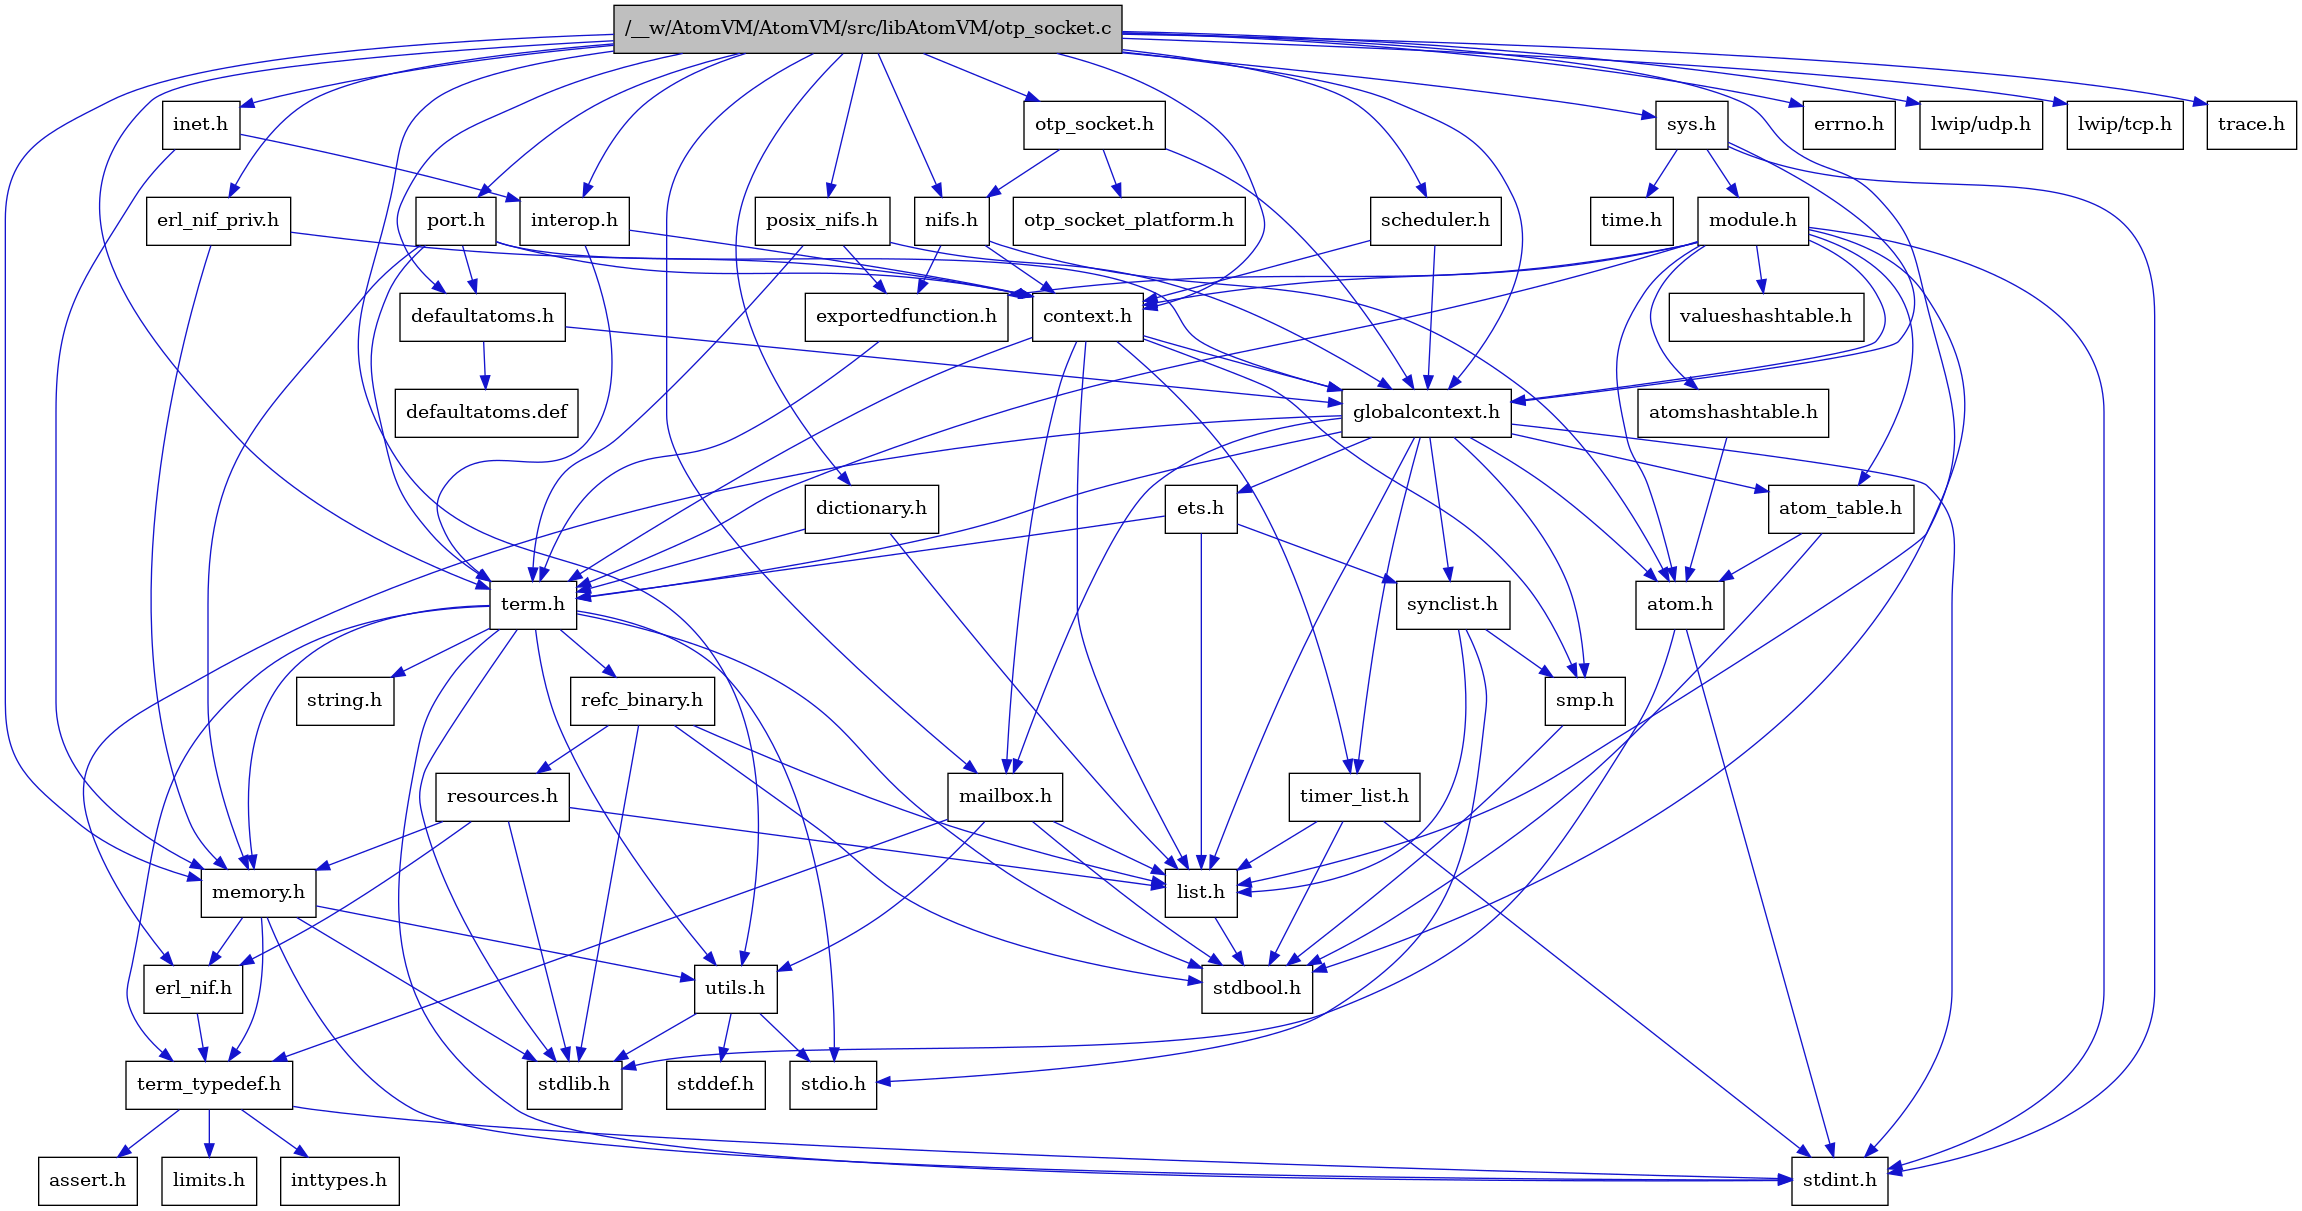 /__w/AtomVM/AtomVM/src/libAtomVM/otp_socket.c
inet.h
otp_socket.h
sys.h
errno.h
lwip/udp.h
lwip/tcp.h
trace.h
erl_nif_priv.h
port.h
interop.h
posix_nifs.h
nifs.h
otp_socket_platform.h
scheduler.h
time.h
module.h
defaultatoms.h
exportedfunction.h
context.h
valueshashtable.h
defaultatoms.def
globalcontext.h
atomshashtable.h
dictionary.h
ets.h
atom_table.h
term.h
synclist.h
atom.h
string.h
refc_binary.h
smp.h
resources.h
mailbox.h
timer_list.h
memory.h
list.h
erl_nif.h
utils.h
stdbool.h
term_typedef.h
stdlib.h
stddef.h
stdio.h
assert.h
limits.h
inttypes.h
stdint.h